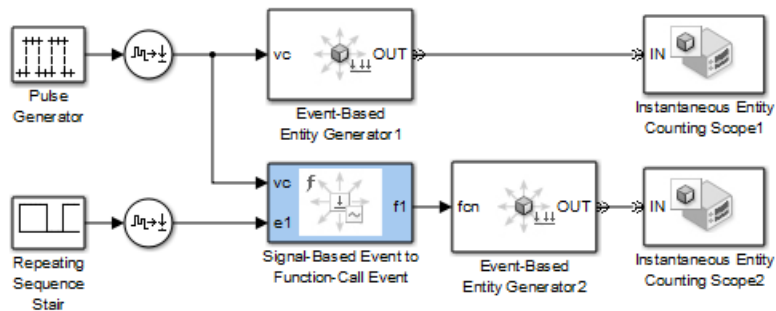 vc
OUT
IN
Pulse
Generator
Event-Based
Entity Generator1
Instantaneous Entity
Counting Scope1
vc
e1
f
f1
fcn
OUT
IN
Repeating
Sequence
Stair
Signal-Based Event to
Function-Call Event
Event-Based
Entity Generator2
Instantaneous Entity
Counting Scope2